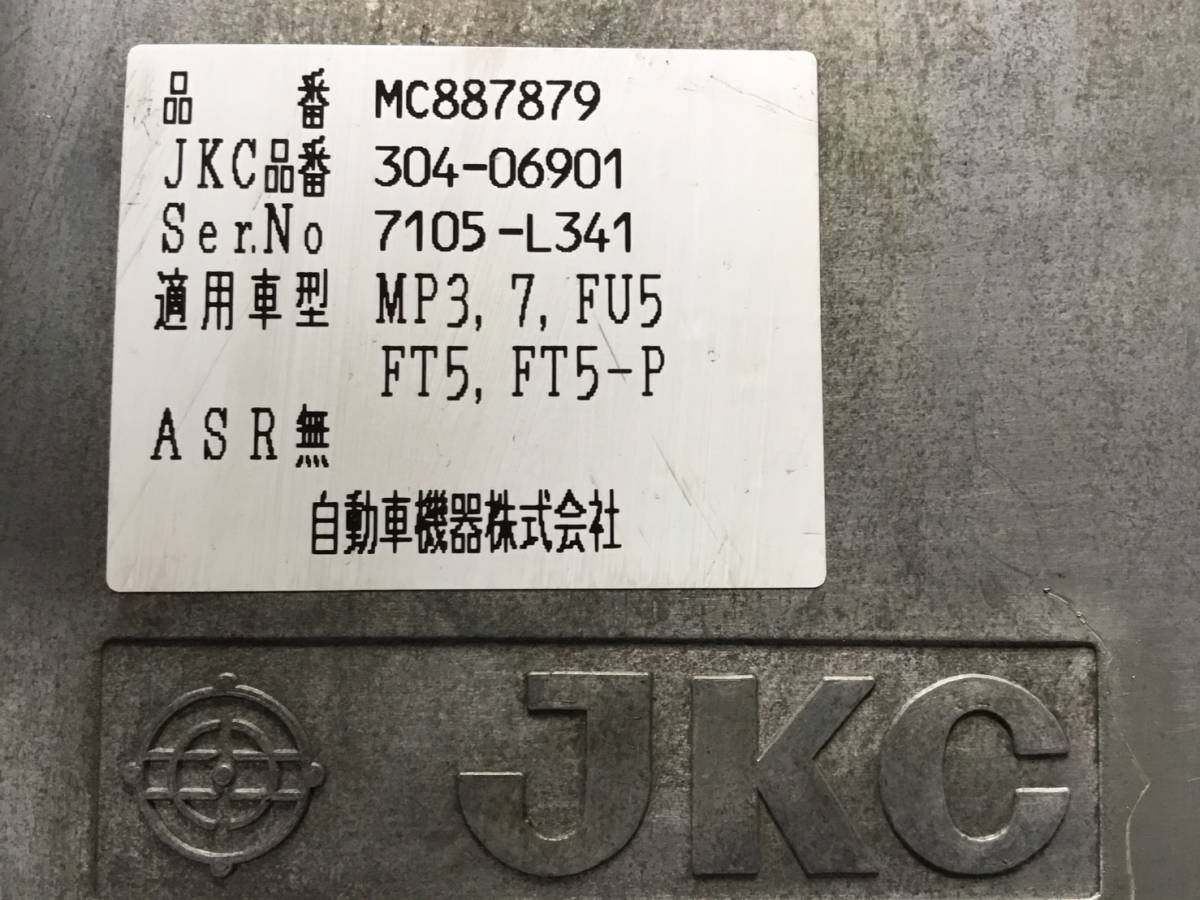 品番 MC887879
JKC品番 304-06901
Ser.No 7105-L341
適用車型 MP3, 7, FU5
FT5, FT5-P
ASR無
自動車機器株式会社
JKC